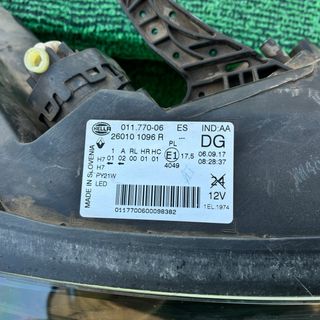 HELLA 011.770-06 ES IND:AA
26010 1096 R --- DG
1 A RL HR HC PL
H7 01 02 00 01 01 E1 17,5 06.09.17
H7 4049 08:28:37
PY21W
LED 12V
MADE IN SLOVENIA
0117700600098382 1EL 1974